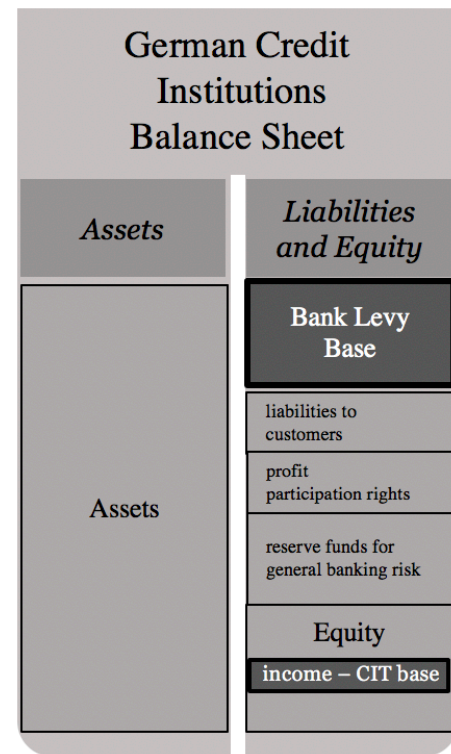 German Credit
Institutions
Balance Sheet
Assets
Liabilities
and Equity
Assets
Bank Levy
Base
liabilities to
customers
profit
participation rights
reserve funds for
general banking risk
Equity
income – CIT base